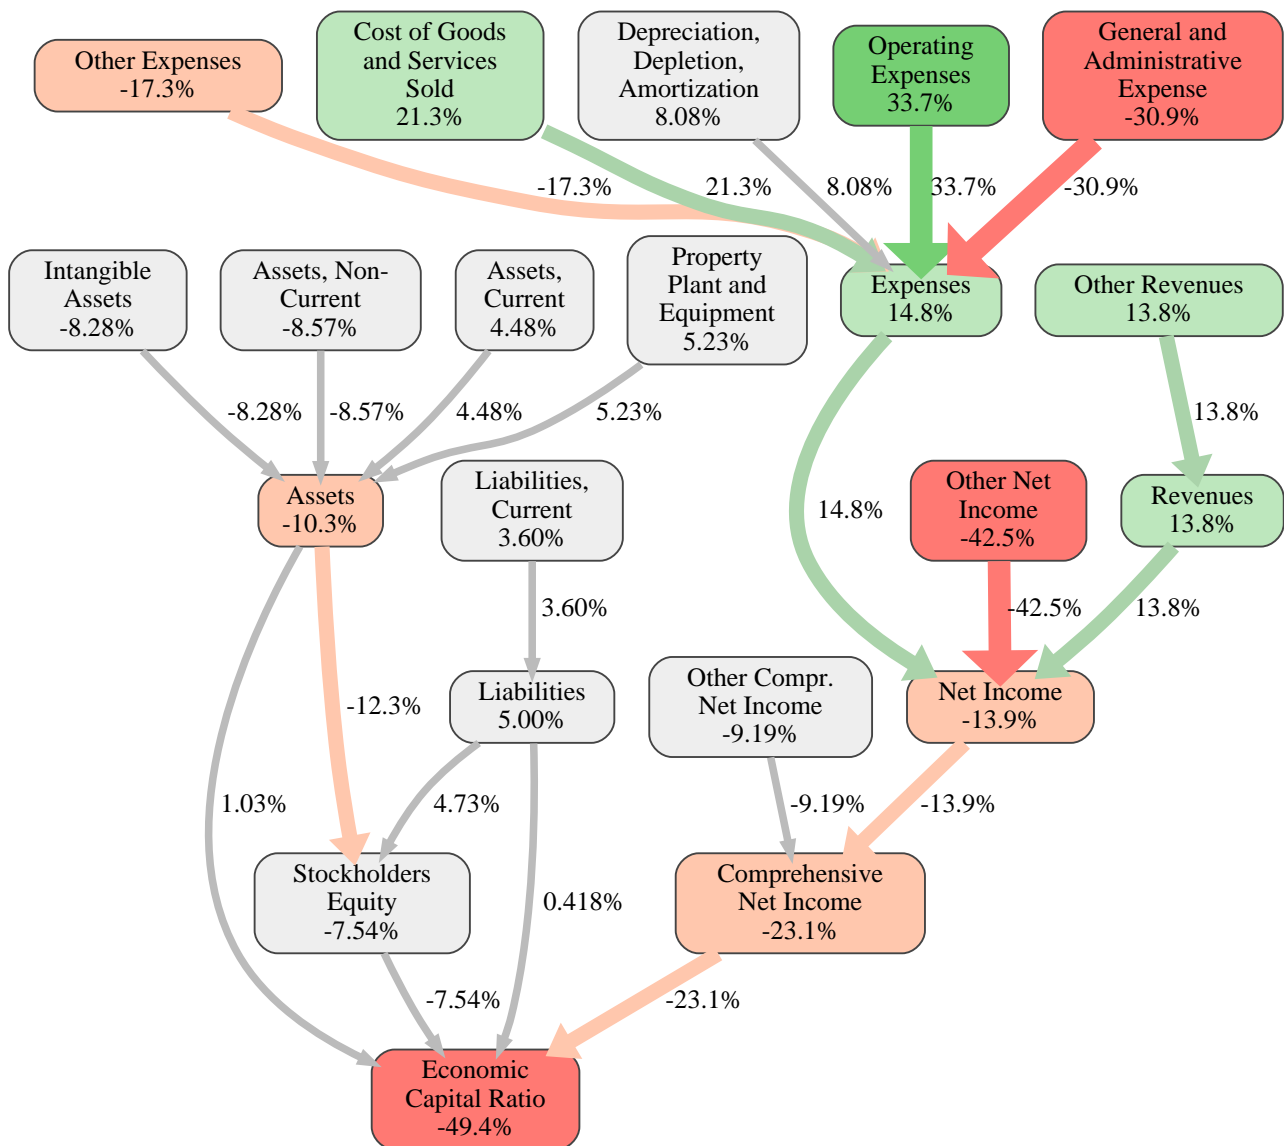 Other Expenses
-17.3%
Cost of Goods
and Services
Sold
21.3%
Depreciation,
Depletion,
Amortization
8.08%
Operating
Expenses
33.7%
General and
Administrative
Expense
-30.9%
-17.3%
21.3%
8.08%
33.7%
-30.9%
Intangible
Assets
-8.28%
Assets, Non-
Current
-8.57%
Assets,
Current
4.48%
Property
Plant and
Equipment
5.23%
Expenses
14.8%
Other Revenues
13.8%
-8.28%
-8.57%
4.48%
5.23%
13.8%
Assets
-10.3%
Liabilities,
Current
3.60%
14.8%
Other Net
Income
-42.5%
Revenues
13.8%
3.60%
-42.5%
13.8%
-12.3%
Liabilities
5.00%
Other Compr.
Net Income
-9.19%
Net Income
-13.9%
1.03%
4.73%
-9.19%
-13.9%
Stockholders
Equity
-7.54%
0.418%
Comprehensive
Net Income
-23.1%
-7.54%
-23.1%
Economic
Capital Ratio
-49.4%